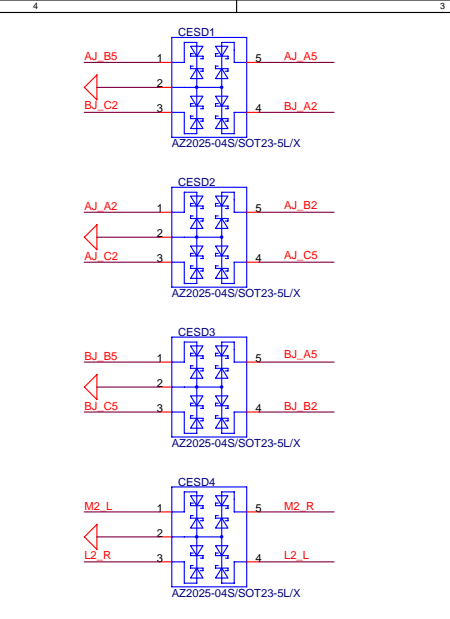 4 3
CESD1
AJ_B5 1 5 AJ_A5
2
BJ_C2 3 4 BJ_A2
AZ2025-04S/SOT23-5L/X
CESD2
AJ_A2 1 5 AJ_B2
2
AJ_C2 3 4 AJ_C5
AZ2025-04S/SOT23-5L/X
CESD3
BJ_B5 1 5 BJ_A5
2
BJ_C5 3 4 BJ_B2
AZ2025-04S/SOT23-5L/X
CESD4
M2_L 1 5 M2_R
2
L2_R 3 4 L2_L
AZ2025-04S/SOT23-5L/X